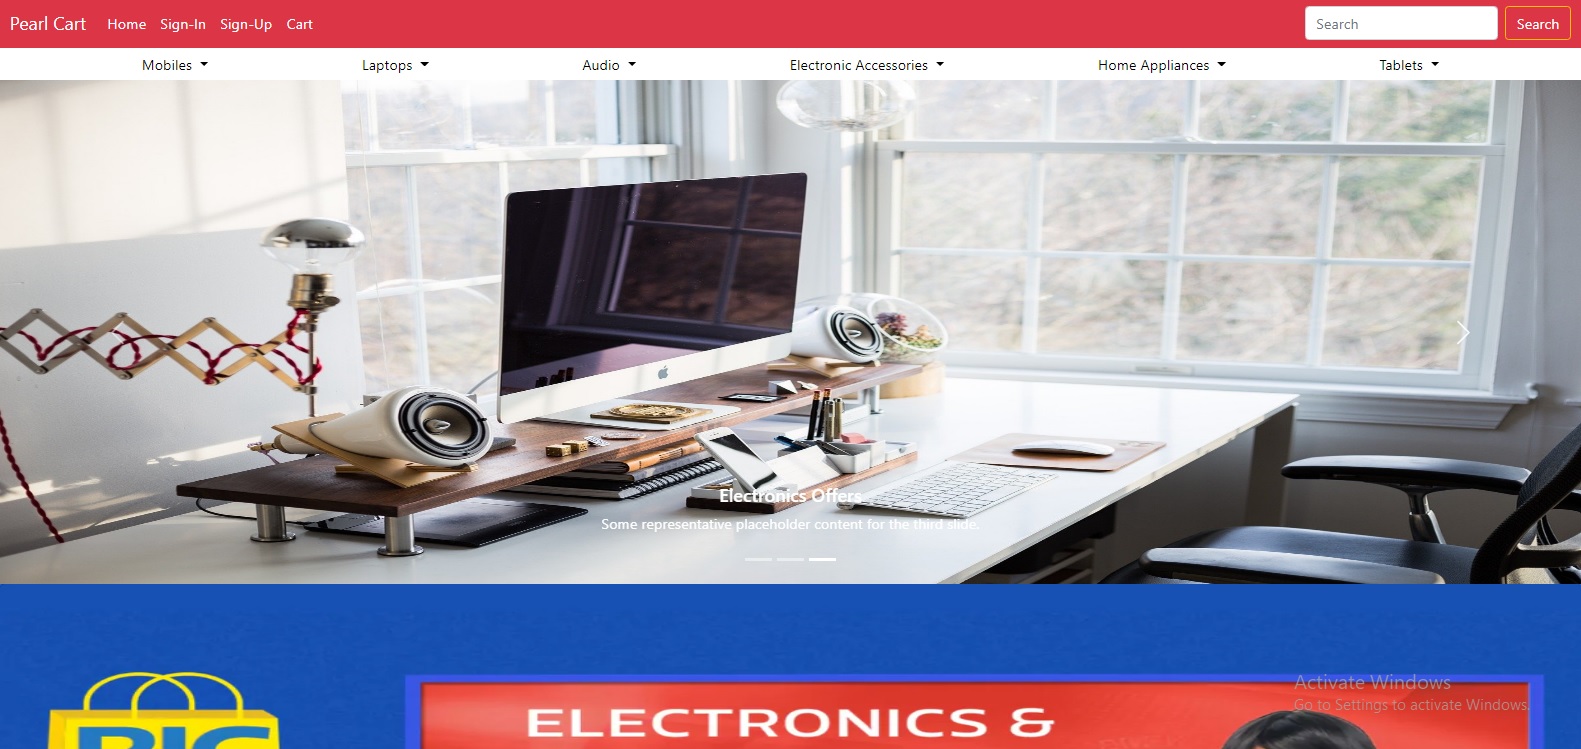 Pearl Cart Home Sign-In Sign-Up Cart Search Search
Mobiles Laptops Audio Electronic Accessories Home Appliances Tablets
Electronics Offers
Some representative placeholder content for the third slide.
BIG
ELECTRONICS &
Activate Windows
Go to Settings to activate Windows.